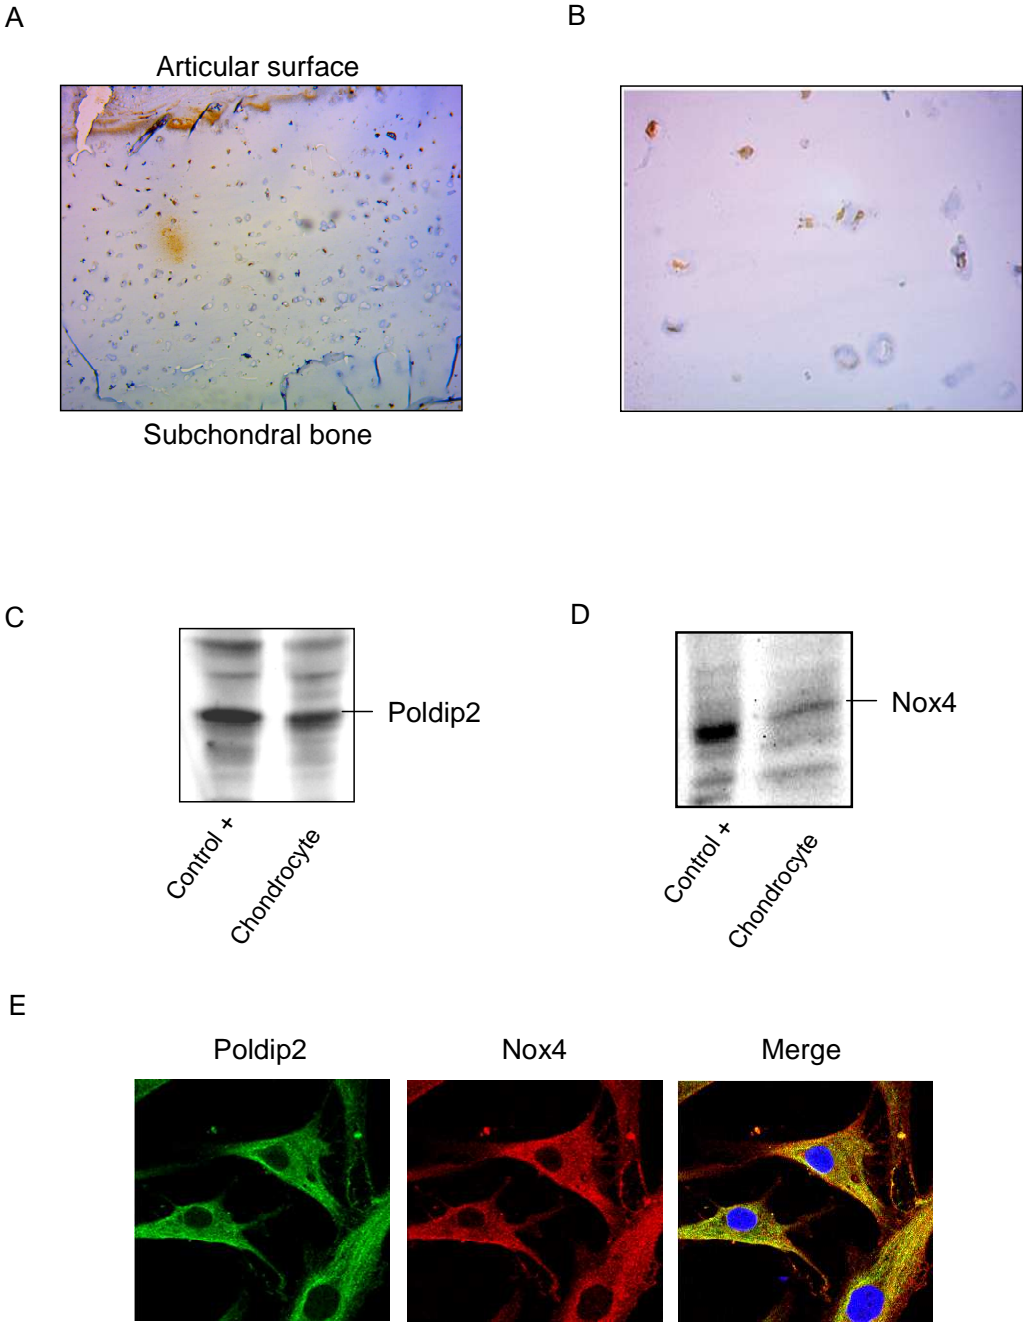 A
B
Articular surface
Subchondral bone
C
D
Poldip2
Nox4
Control +
Chondrocyte
Control +
Chondrocyte
E
Poldip2
Nox4
Merge